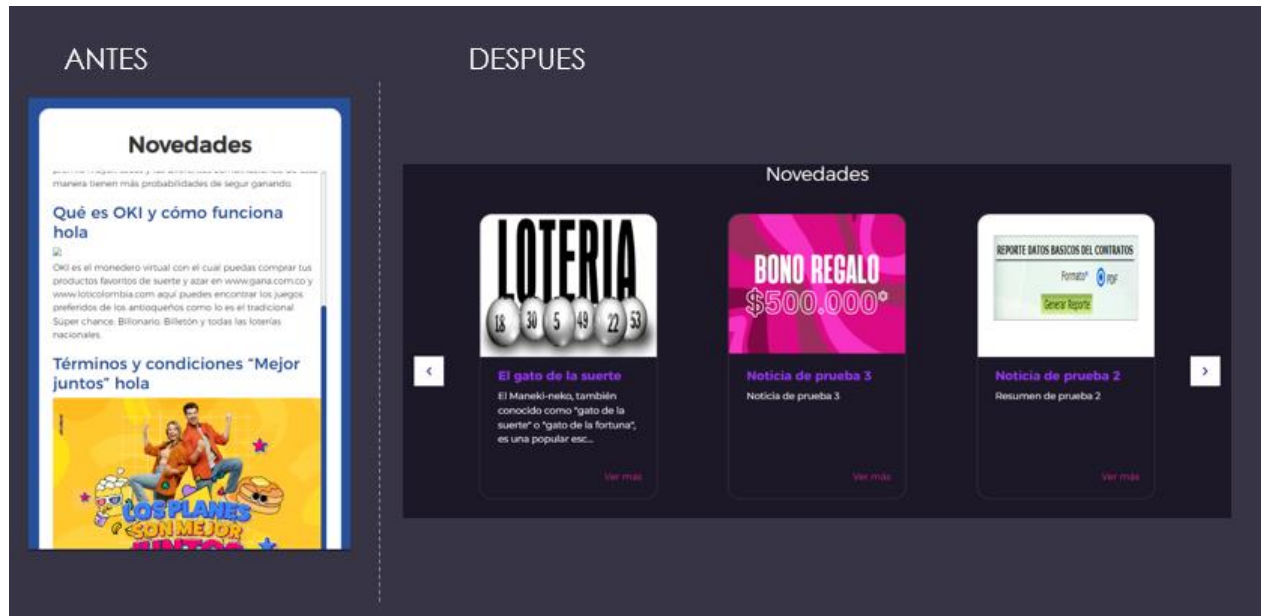 ANTES
DESPUES
Novedades
manera tienen más probabilidades de segur ganando.
Qué es OKI y cómo funciona
hola
OKI es el monedero virtual con el cual puedas comprar tus
productos favoritos de suerte y azar en www.gana.com.co y
www.loticolombia.com aquí puedes encontrar los juegos
preferidos de los antioqueños como lo es el tradicional
Súper chance, Billonario, Billetón y todas las loterías
nacionales.
Términos y condiciones “Mejor
juntos” hola
LOS PLANES
SON MEJOR
JUNTOS
Novedades
LOTERIA
18 30 5 49 22 53
El gato de la suerte
El Maneki-neko, también
conocido como "gato de la
suerte" o "gato de la fortuna",
es una popular esc...
Ver más
BONO REGALO
$500.000*
Noticia de prueba 3
Noticia de prueba 3
Ver más
REPORTE DATOS BASICOS DEL CONTRATOS
Formato* PDF
Generar Reporte
Noticia de prueba 2
Resumen de prueba 2
Ver más